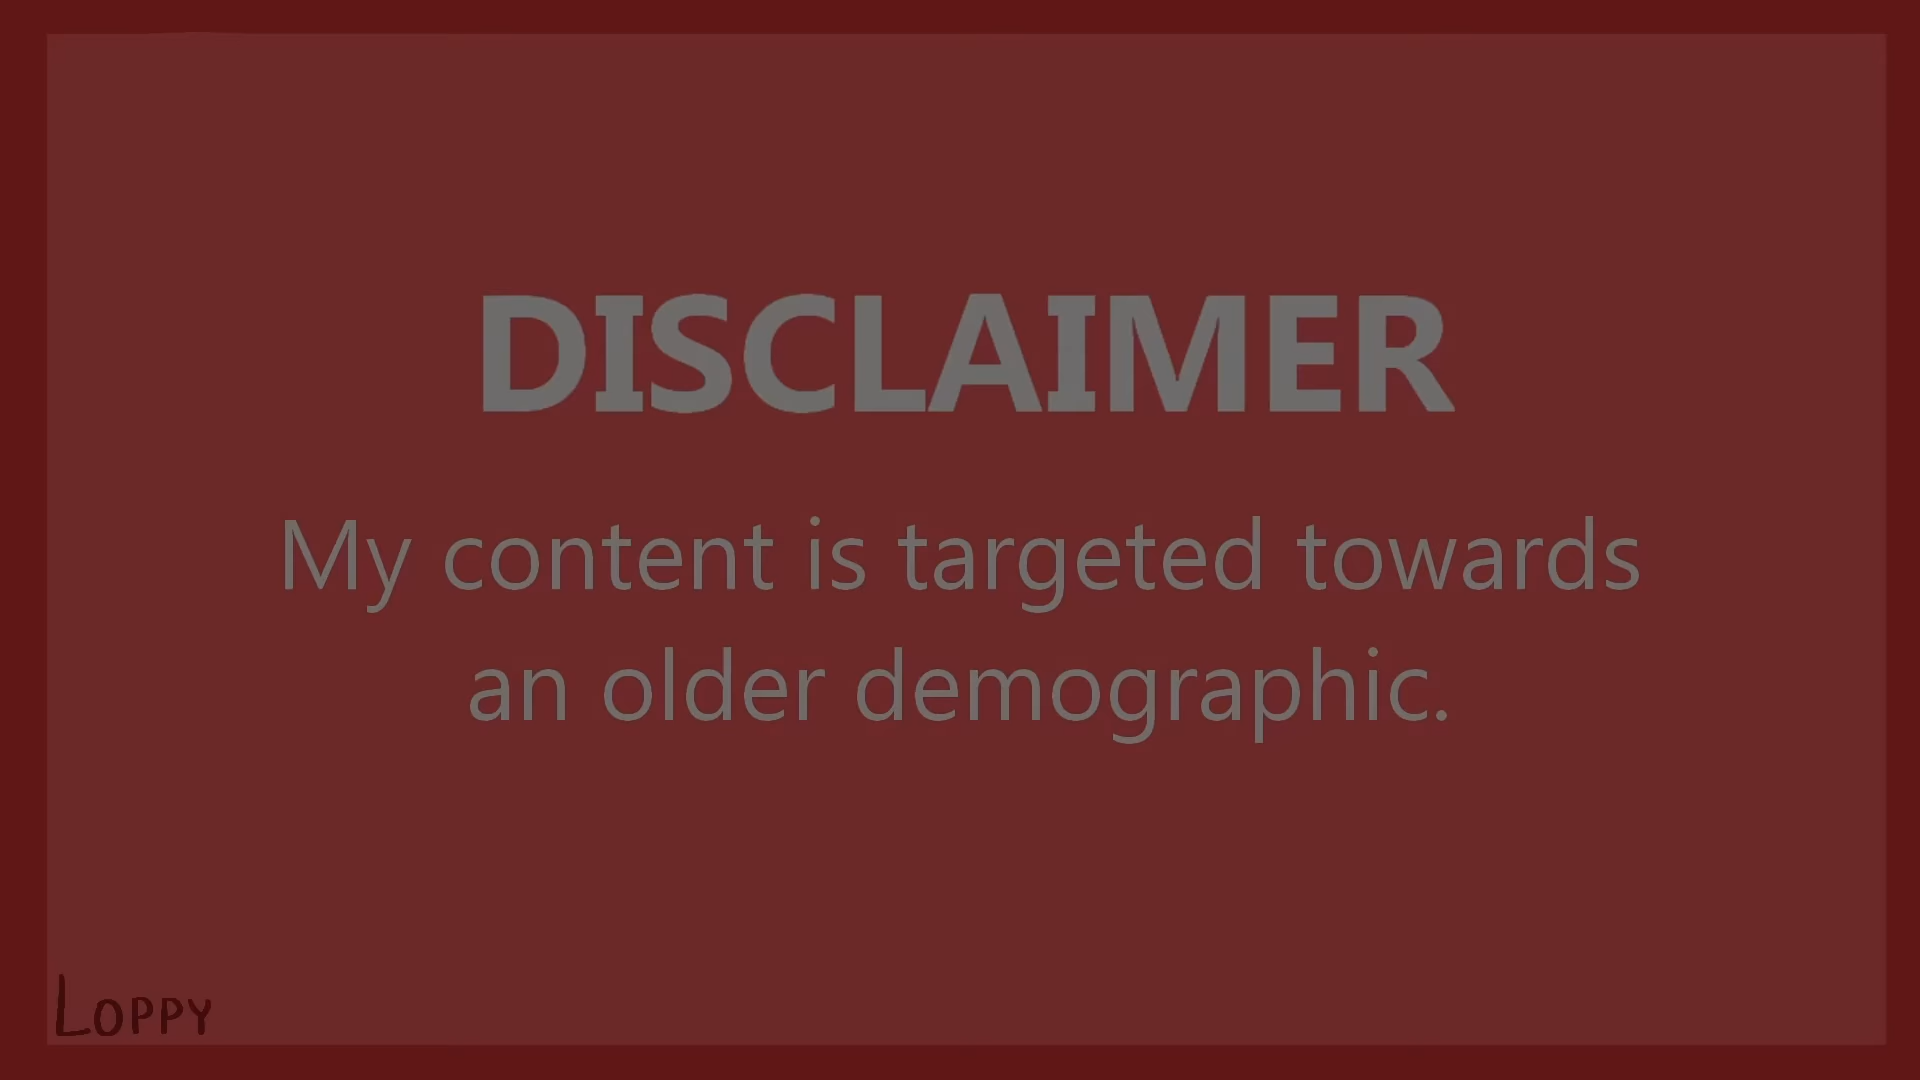 DISCLAIMER
My content is targeted towards
an older demographic.
LOPPY